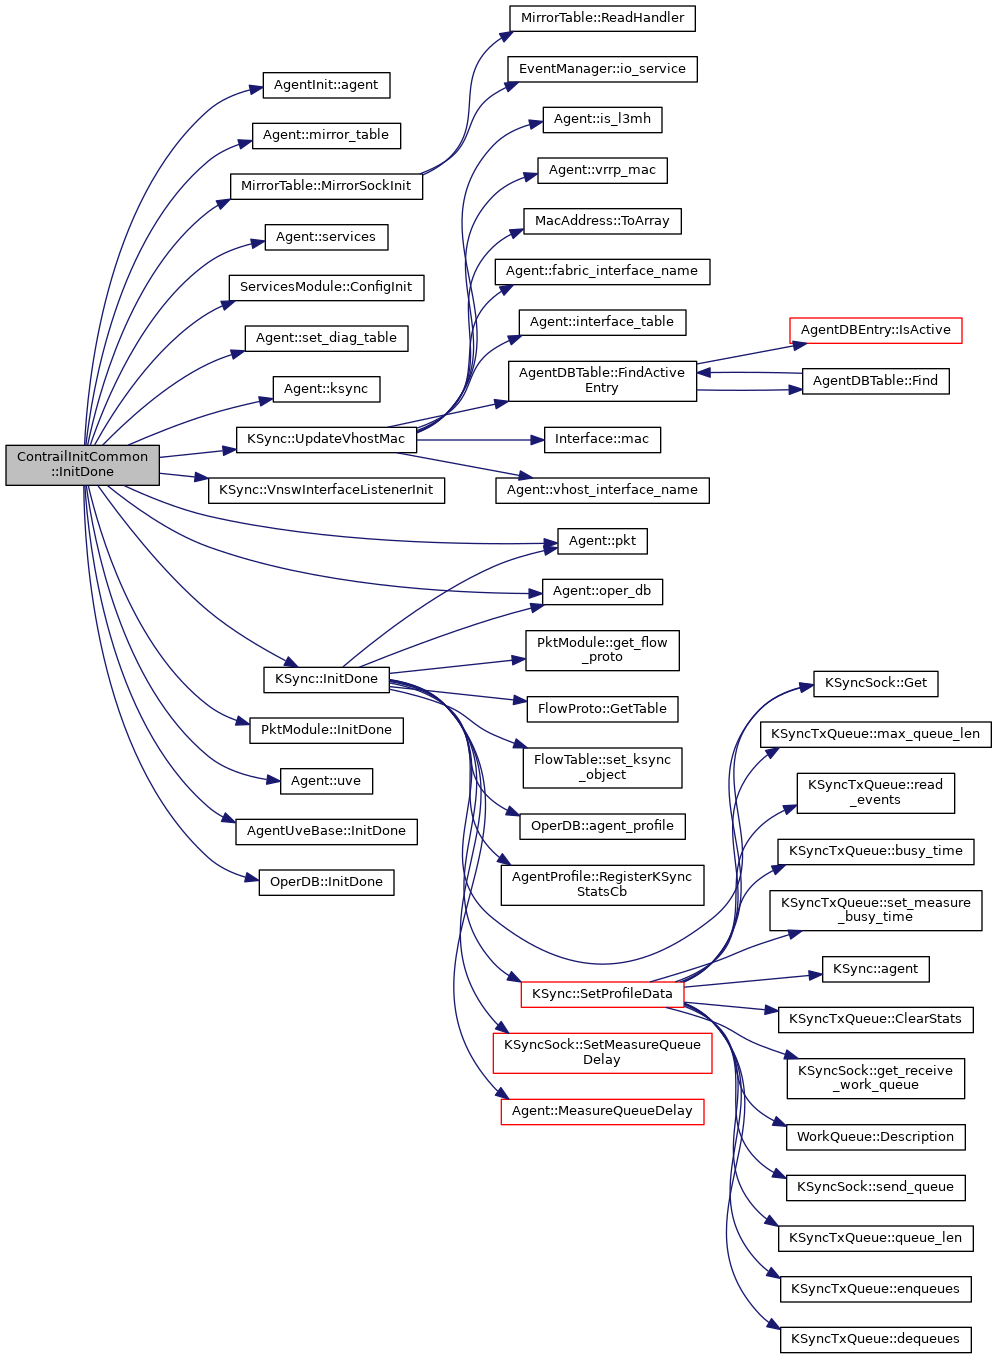 MirrorTable::ReadHandler
EventManager::io_service
AgentInit::agent
Agent::is_l3mh
Agent::mirror_table
Agent::vrrp_mac
MirrorTable::MirrorSockInit
MacAddress::ToArray
Agent::services
Agent::fabric_interface_name
ServicesModule::ConfigInit
Agent::interface_table
AgentDBEntry::IsActive
Agent::set_diag_table
AgentDBTable::FindActive
Entry
AgentDBTable::Find
Agent::ksync
KSync::UpdateVhostMac
Interface::mac
ContrailInitCommon
::InitDone
KSync::VnswInterfaceListenerInit
Agent::vhost_interface_name
Agent::pkt
Agent::oper_db
PktModule::get_flow
_proto
KSync::InitDone
KSyncSock::Get
FlowProto::GetTable
PktModule::InitDone
KSyncTxQueue::max_queue_len
FlowTable::set_ksync
_object
Agent::uve
KSyncTxQueue::read
_events
OperDB::agent_profile
AgentUveBase::InitDone
KSyncTxQueue::busy_time
AgentProfile::RegisterKSync
StatsCb
OperDB::InitDone
KSyncTxQueue::set_measure
_busy_time
KSync::agent
KSync::SetProfileData
KSyncTxQueue::ClearStats
KSyncSock::SetMeasureQueue
Delay
KSyncSock::get_receive
_work_queue
Agent::MeasureQueueDelay
WorkQueue::Description
KSyncSock::send_queue
KSyncTxQueue::queue_len
KSyncTxQueue::enqueues
KSyncTxQueue::dequeues